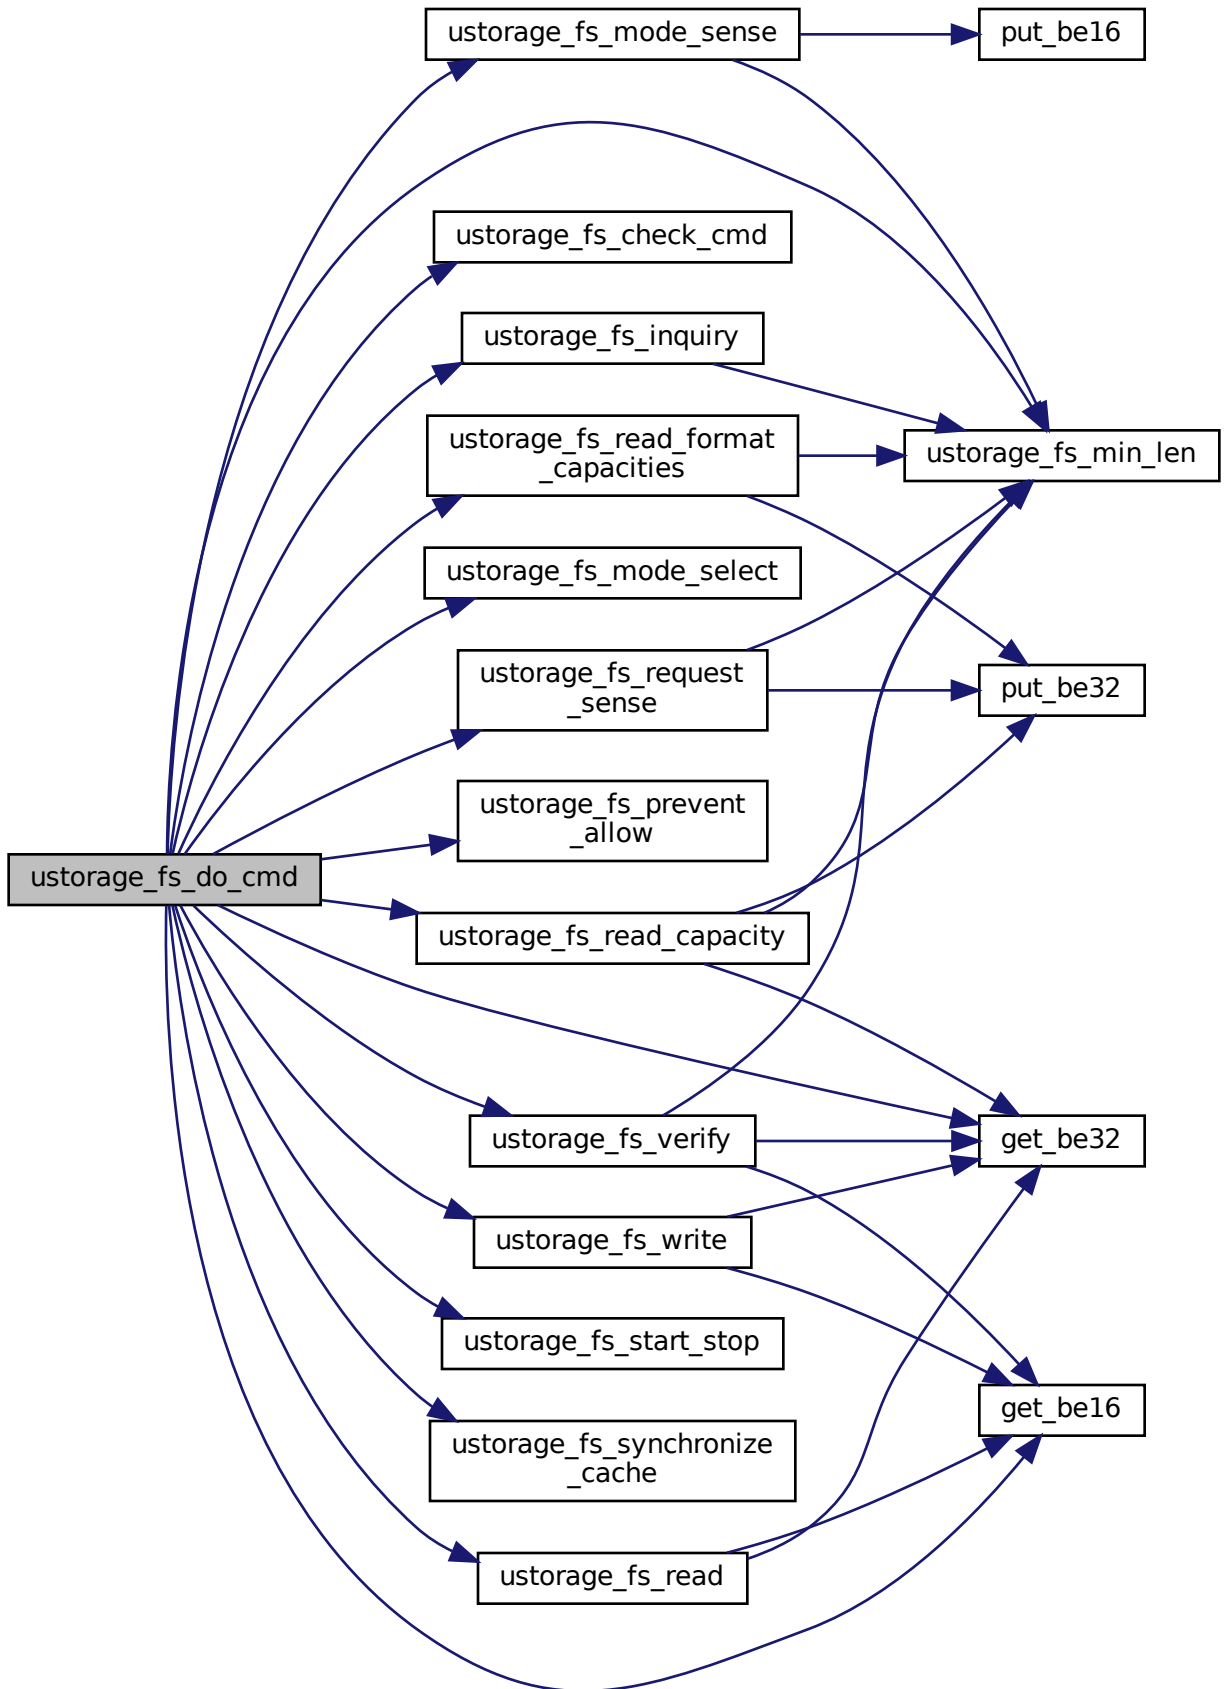 ustorage_fs_mode_sense
put_be16
ustorage_fs_check_cmd
ustorage_fs_inquiry
ustorage_fs_read_format
_capacities
ustorage_fs_min_len
ustorage_fs_mode_select
ustorage_fs_request
_sense
put_be32
ustorage_fs_prevent
_allow
ustorage_fs_do_cmd
ustorage_fs_read_capacity
ustorage_fs_verify
get_be32
ustorage_fs_write
ustorage_fs_start_stop
get_be16
ustorage_fs_synchronize
_cache
ustorage_fs_read